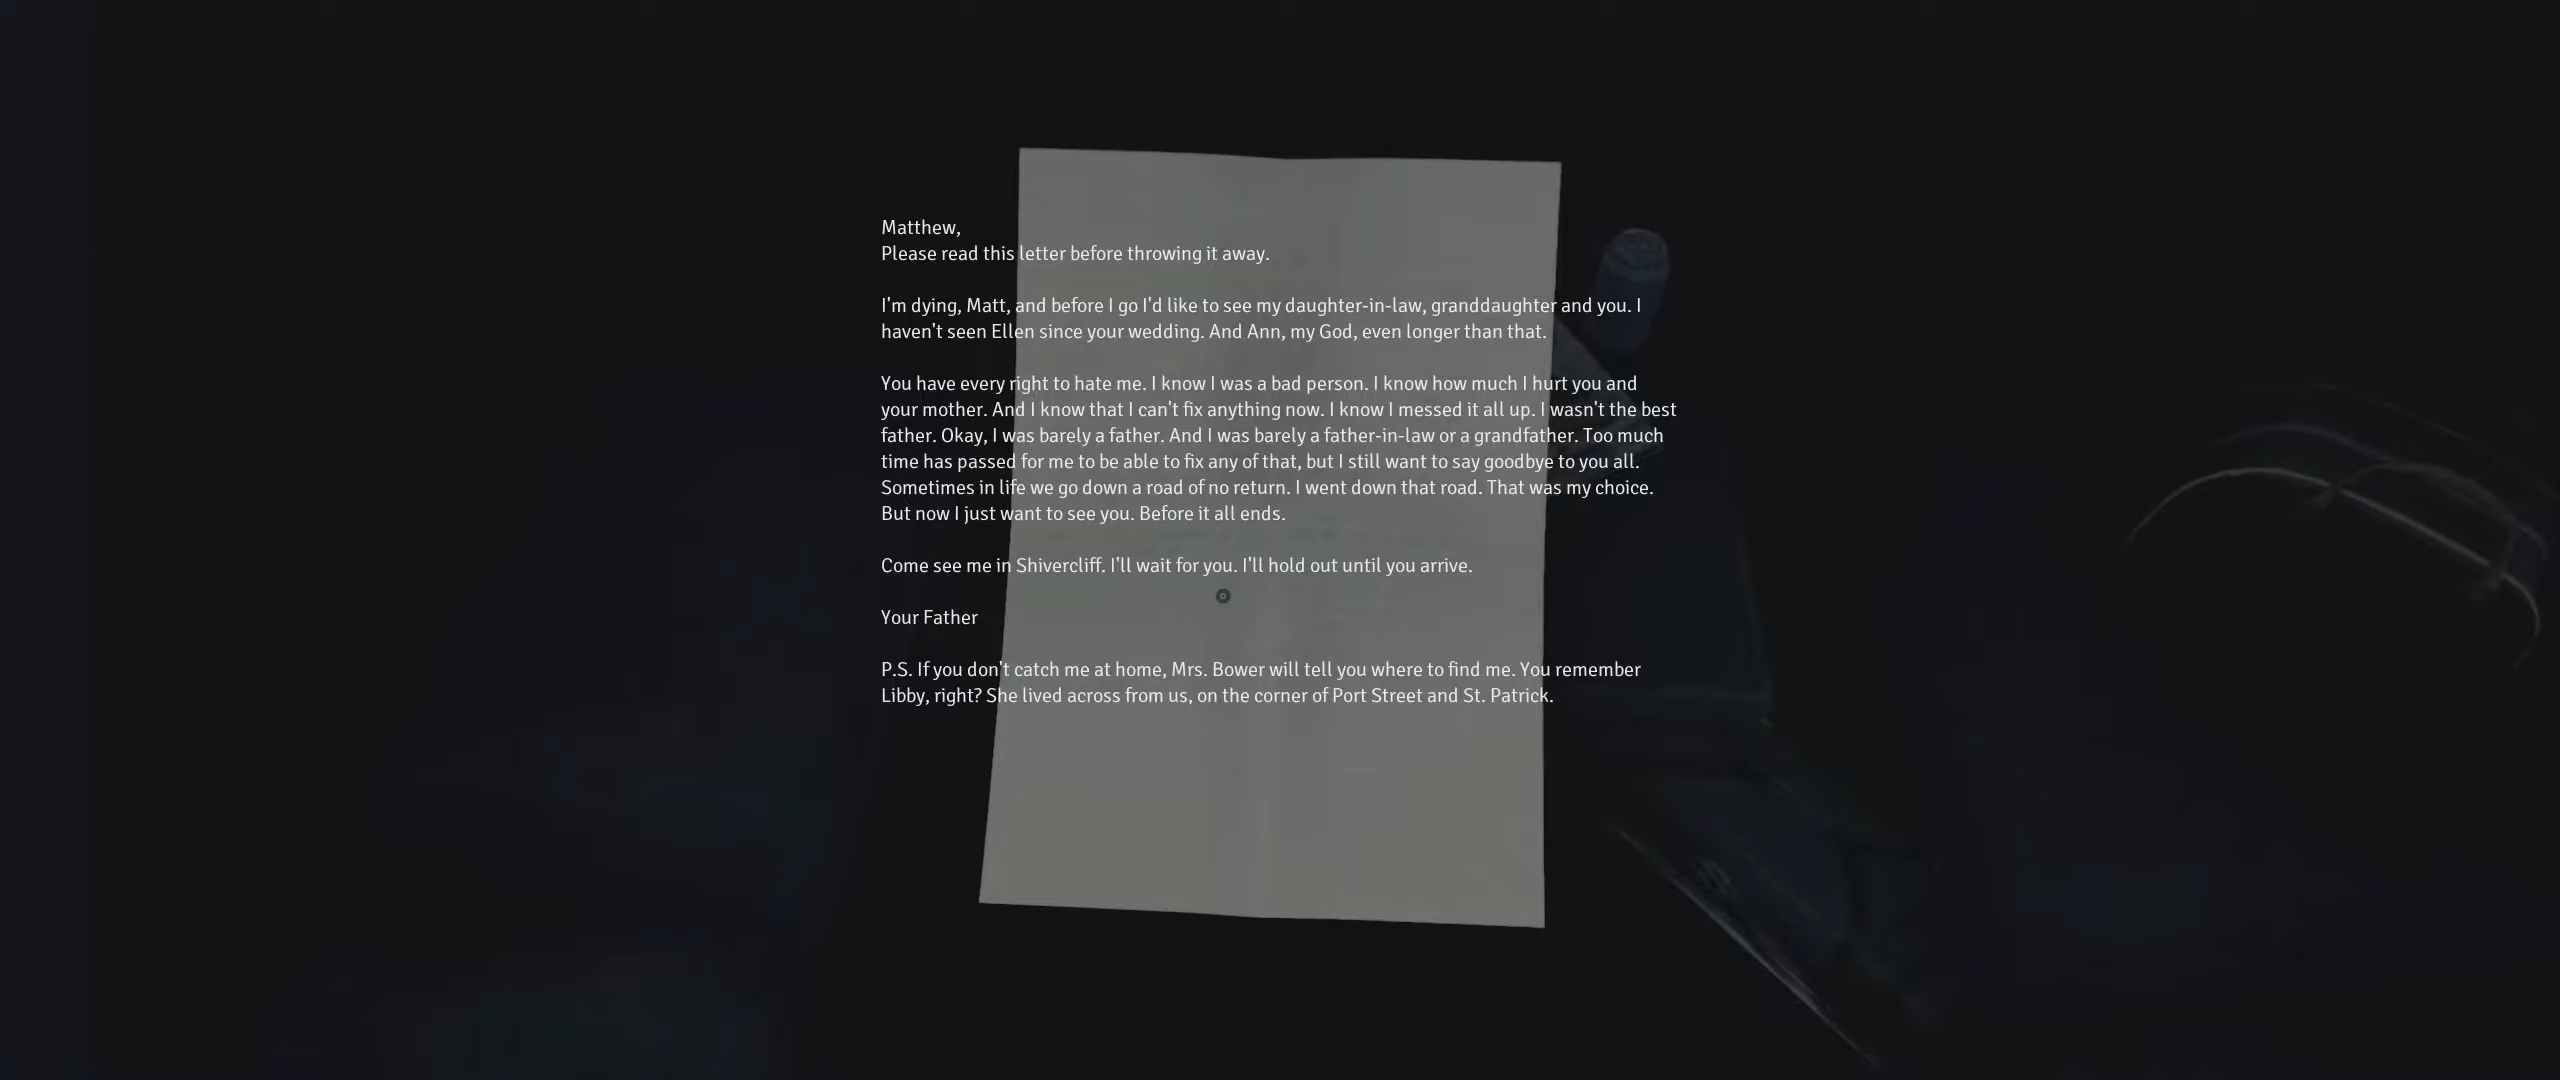 Matthew,
Please read this letter before throwing it away.
I'm dying, Matt, and before I go I'd like to see my daughter-in-law, granddaughter and you. I
haven't seen Ellen since your wedding. And Ann, my God, even longer than that.
You have every right to hate me. I know I was a bad person. I know how much I hurt you and
your mother. And I know that I can't fix anything now. I know I messed it all up. I wasn't the best
father. Okay, I was barely a father. And I was barely a father-in-law or a grandfather. Too much
time has passed for me to be able to fix any of that, but I still want to say goodbye to you all.
Sometimes in life we go down a road of no return. I went down that road. That was my choice.
But now I just want to see you. Before it all ends.
Come see me in Shivercliff. I'll wait for you. I'll hold out until you arrive.
Your Father
P.S. If you don't catch me at home, Mrs. Bower will tell you where to find me. You remember
Libby, right? She lived across from us, on the corner of Port Street and St. Patrick.